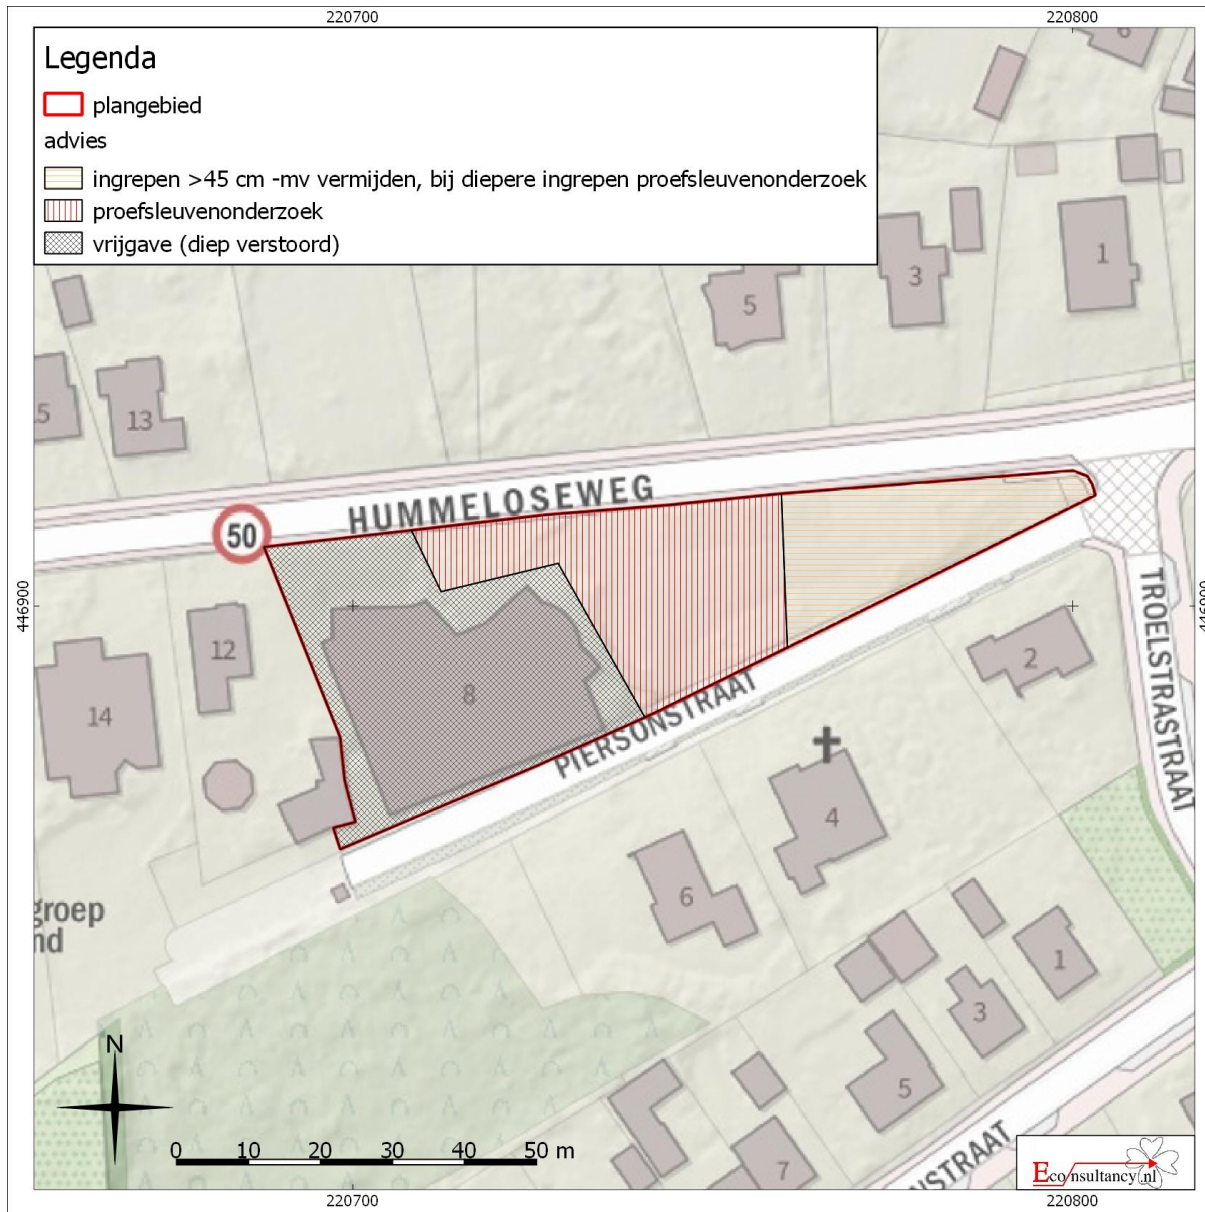 220700
220800
Legenda
plangebied
advies
ingrepen >45 cm -mv vermijden, bij diepere ingrepen proefsleuvenonderzoek
proefsleuvenonderzoek
vrijgave (diep verstoord)
6
1
3
5
13
HUMMELOSEWEG
50
446900
TROELSTRASTRAAT
12
2
14
8
PIERSONSTRAAT
4
6
groep
nd
1
3
5
7
N
0 10 20 30 40 50 m
NSTRAAT
Econsultancy.nl
220700
220800